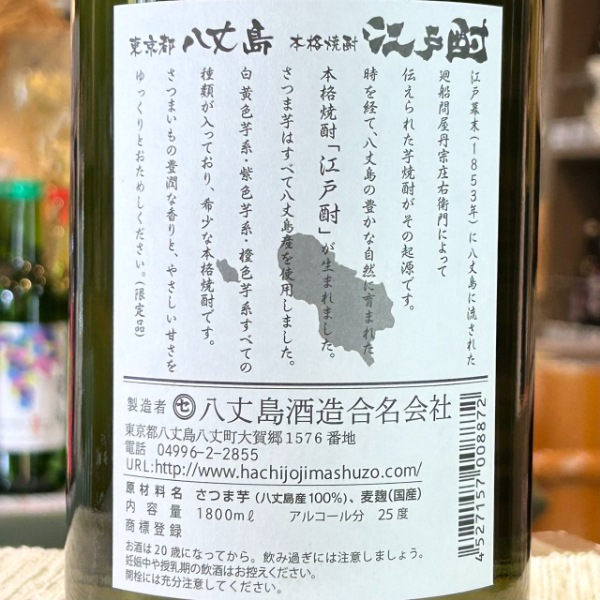 東京都 八丈島 本格焼酎 江戸酎
江戸幕末(1853年)に八丈島に流された
廻船問屋丹宗庄右衛門によって
伝えられた芋焼酎がその起源です。
時を経て、八丈島の豊かな自然に育まれた
本格焼酎「江戸酎」が生まれました。
さつま芋はすべて八丈島産を使用しました。
白黄色芋系・紫色芋系・橙色芋系すべての
種類が入っており、希少な本格焼酎です。
さつまいもの豊潤な香りと、やさしい甘さを
ゆっくりとおためしください。(限定品)
製造者 セ 八丈島酒造合名会社
東京都八丈島八丈町大賀郷1576番地
電話 04996-2-2855
URL:http://www.hachijojimashuzo.com/
原材料名 さつま芋(八丈島産100%)、麦麹(国産)
内容量 1800mℓ アルコール分 25度
商標登録
お酒は20歳になってから。飲み過ぎには注意しましょう。
妊娠中や授乳期の飲酒はお控えください。
開栓には充分注意してください。
4527157008872